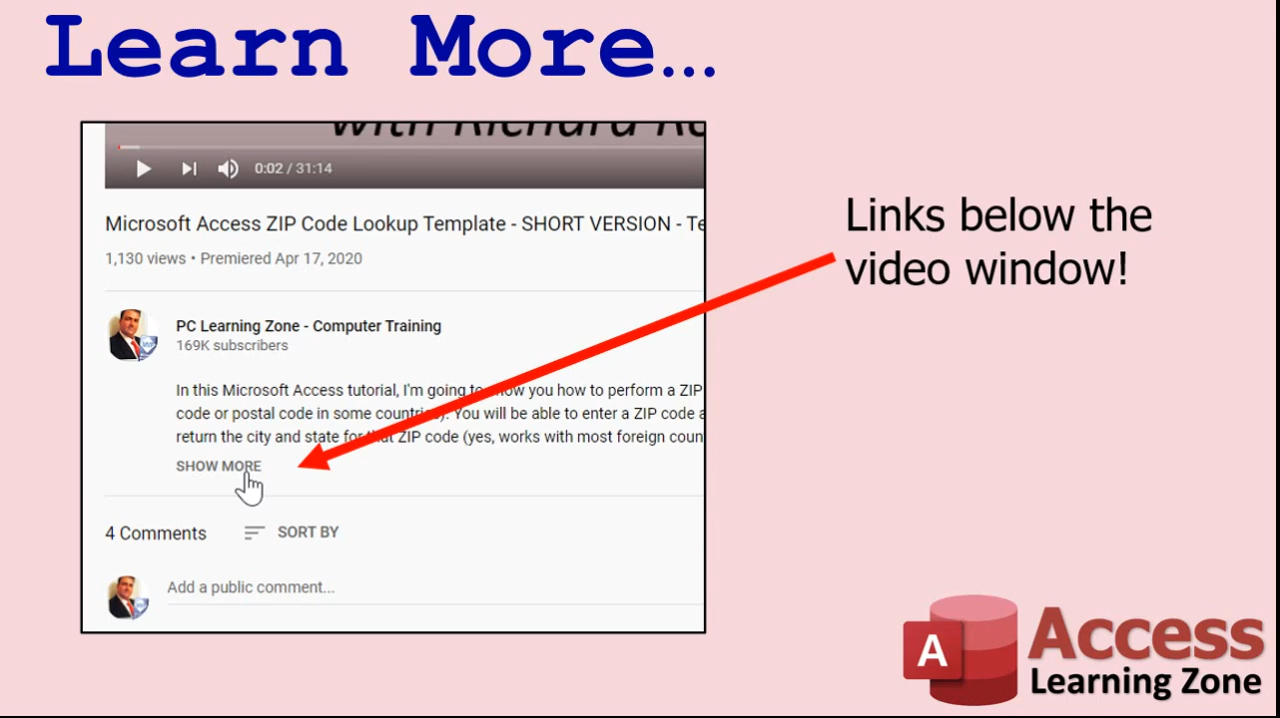 Learn More...
with Richard
0:02 / 31:14
Microsoft Access ZIP Code Lookup Template - SHORT VERSION - Te
1,130 views • Premiered Apr 17, 2020
Links below the
video window!
PC Learning Zone - Computer Training
169K subscribers
In this Microsoft Access tutorial, I'm going to show you how to perform a ZIP
code or postal code in some countries). You will be able to enter a ZIP code a
return the city and state for that ZIP code (yes, works with most foreign coun
SHOW MORE
4 Comments
SORT BY
Add a public comment...
A
Access
Learning Zone